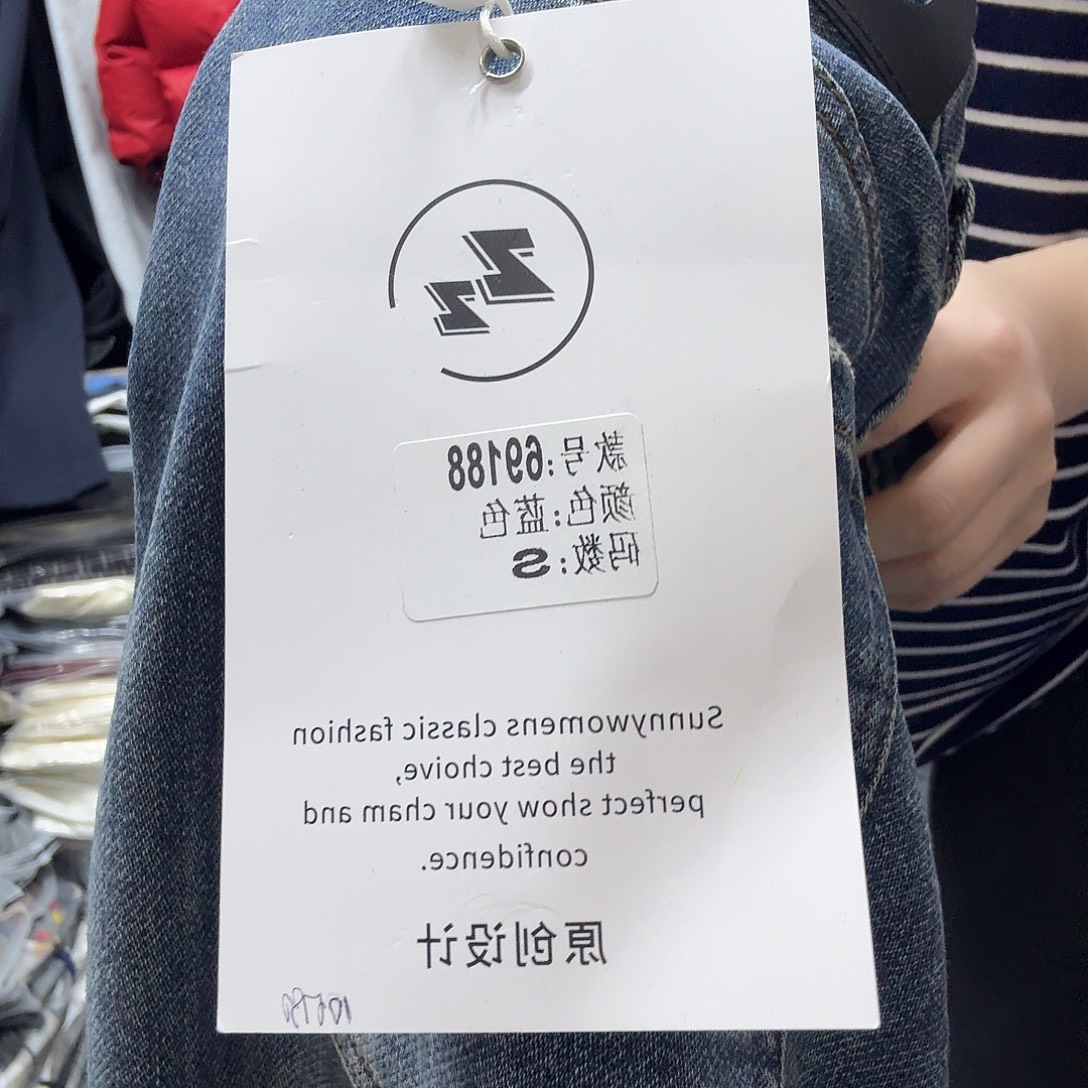 款号:69188
颜色:蓝色
码数:S
Sunnywomens classic fashion
the best choive,
perfect show your cham and
confidence.
原创设计